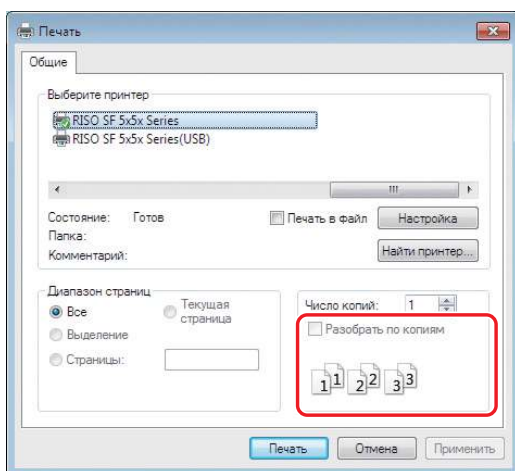 Печать
Общие
Выберите принтер
RISO SF 5x5x Series
RISO SF 5x5x Series(USB)
Состояние: Готов
Печать в файл
Настройка
Папка:
Комментарий:
Найти принтер...
Диапазон страниц
Все
Текущая
страница
Выделение
Страницы:
Число копий: 1
Разобрать по копиям
1 1 2 2 3 3
Печать
Отмена
Применить